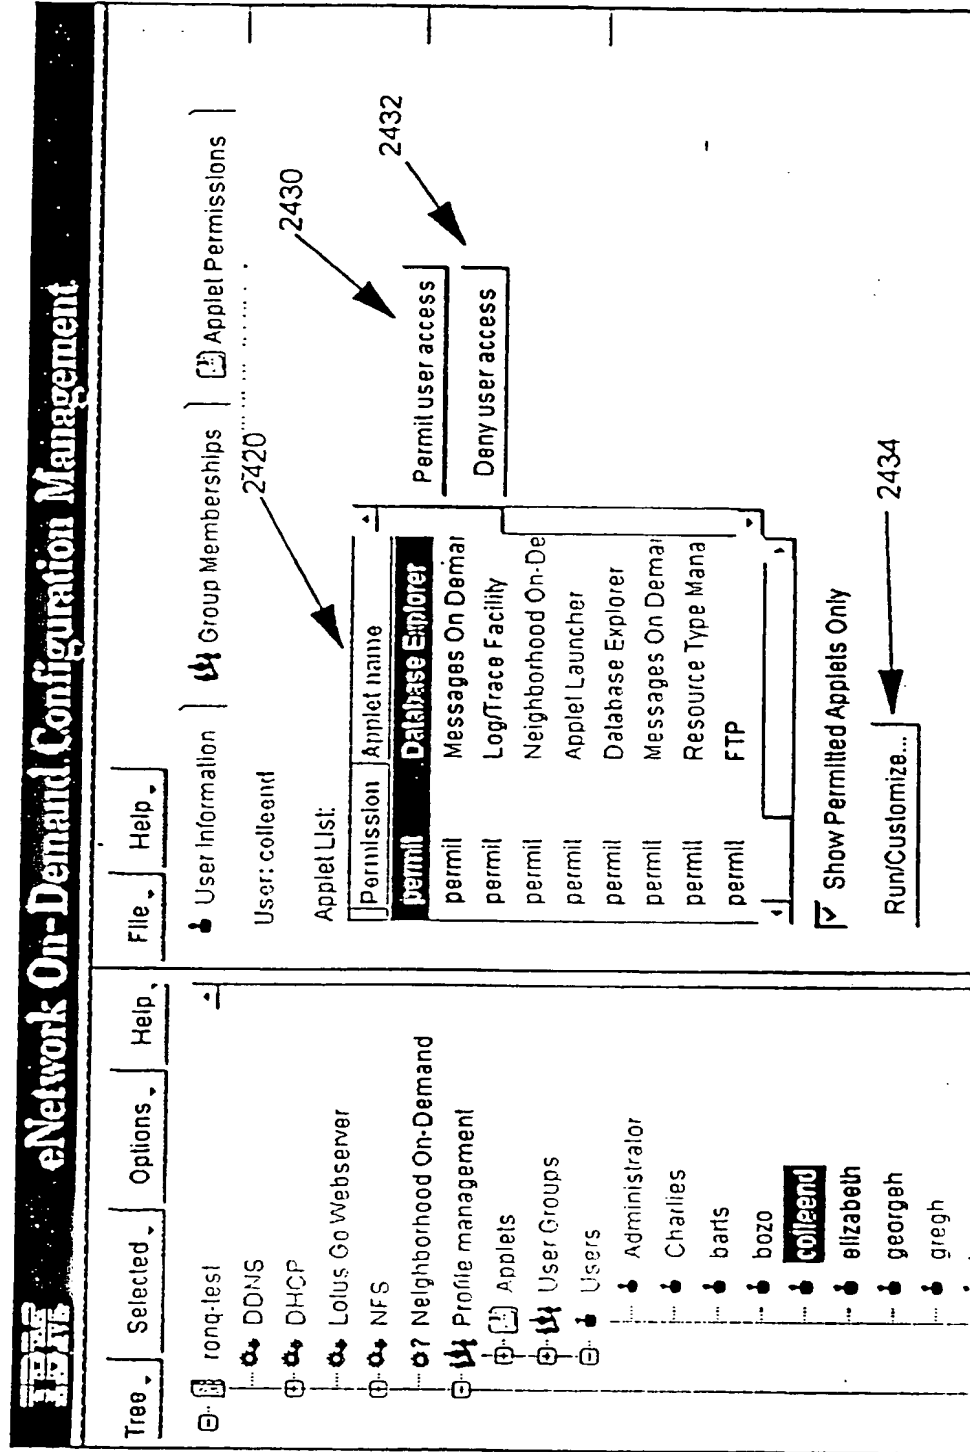 IBM eNetwork On-Demand Configuration Management
Tree Selected Options Help
ronq-test
DDNS
DHCP
Lotus Go Webserver
NFS
? Neighborhood On-Demand
Profile management
Applets
User Groups
Users
Administrator
Charlies
barts
bozo
colleend
elizabeth
georgeh
gregh
File Help
User Information Group Memberships Applet Permissions
User: colleend
Applet List:
2420
Permission Applet name
permit Database Explorer
permit Messages On Demar
permit Log/Trace Facility
permit Neighborhood On-De
permit Applet Launcher
permit Database Explorer
permit Messages On Demar
permit Resource Type Mana
permit FTP
Permit user access
2430
Deny user access
2432
Show Permitted Applets Only
Run/Customize...
2434